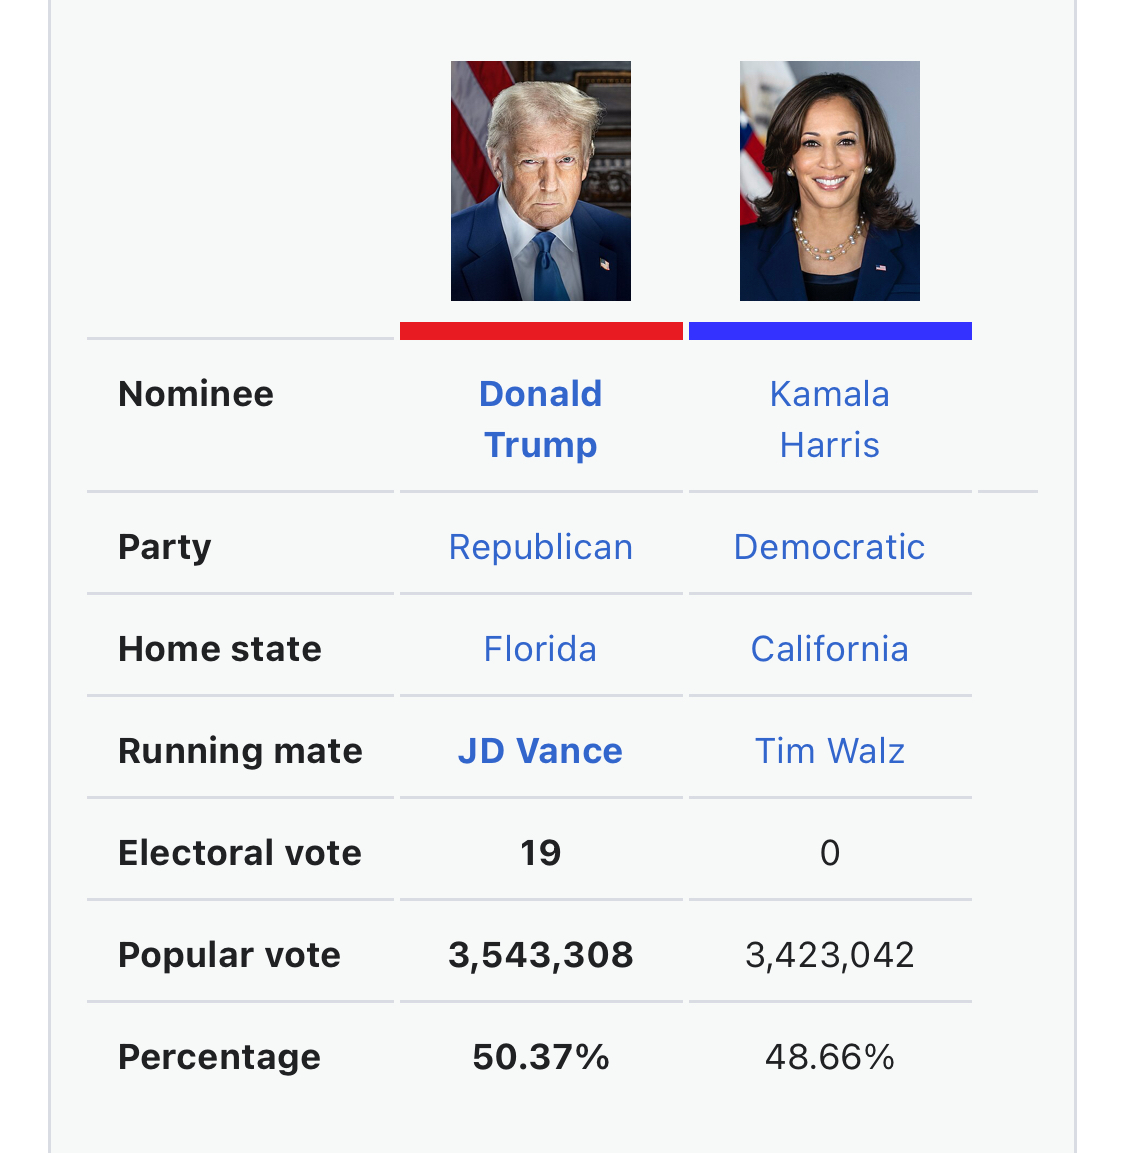 Nominee Donald Kamala
Trump Harris
Party Republican Democratic
Home state Florida California
Running mate JD Vance Tim Walz
Electoral vote 19 0
Popular vote 3,543,308 3,423,042
Percentage 50.37% 48.66%